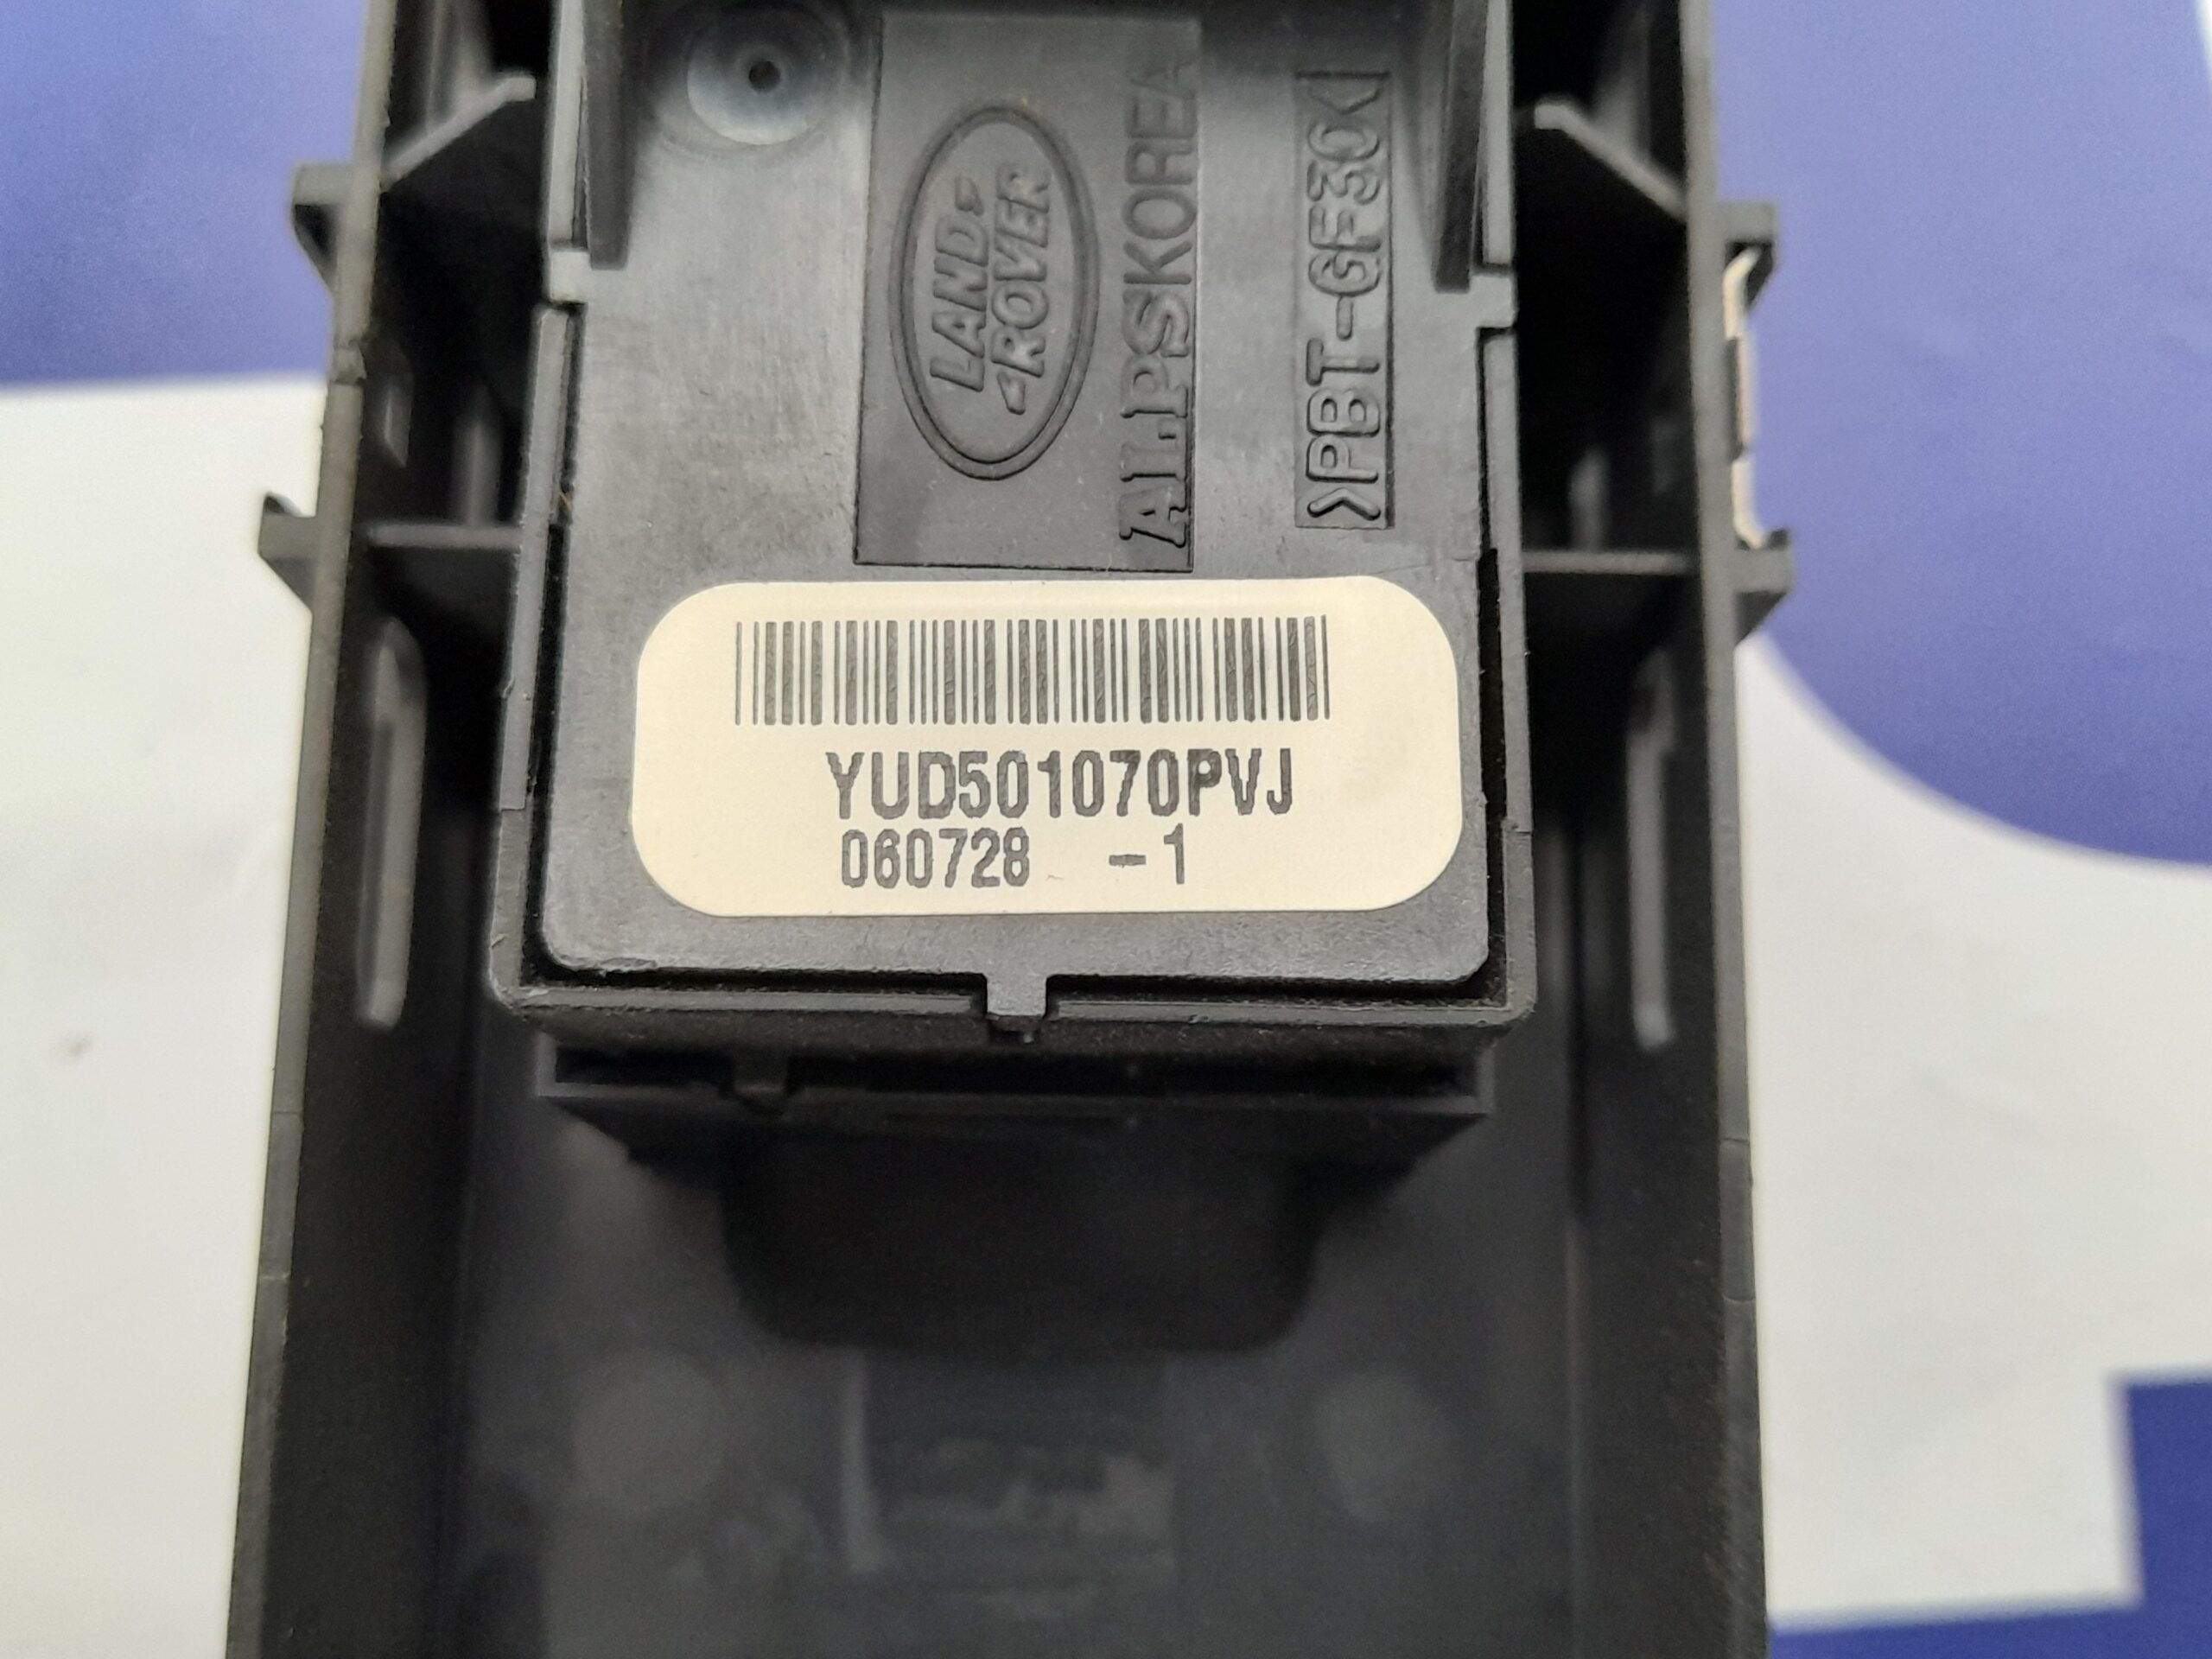 LAND
ROVER
ALPSKOREA
>PBT-GF30<
YUD501070PVJ
060728 -1